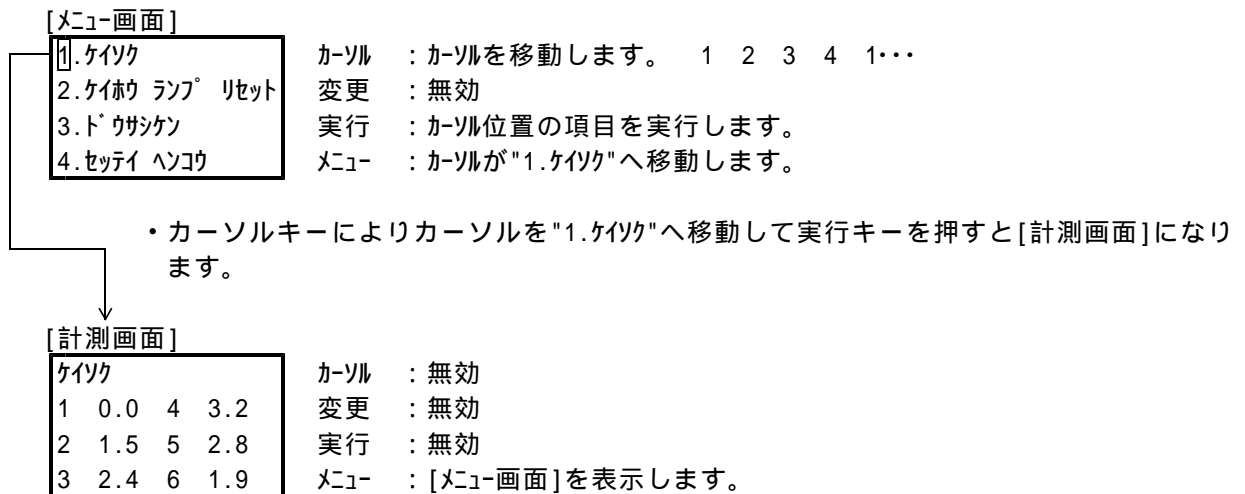 [ﾒﾆｭｰ画面]
1.ｹｲｿｸ ｶｰｿﾙ :ｶｰｿﾙを移動します。 1 2 3 4 1･･･
2.ｹｲﾎｳ ﾗﾝﾌﾟ ﾘｾｯﾄ 変更 :無効
3.ﾄﾞｳｻｼｹﾝ 実行 :ｶｰｿﾙ位置の項目を実行します。
4.ｾｯﾃｲ ﾍﾝｺｳ ﾒﾆｭｰ :ｶｰｿﾙが"1.ｹｲｿｸ"へ移動します。
・カーソルキーによりカーソルを"1.ｹｲｿｸ"へ移動して実行キーを押すと[計測画面]になり
ます。
[計測画面]
ｹｲｿｸ ｶｰｿﾙ :無効
1 0.0 4 3.2 変更 :無効
2 1.5 5 2.8 実行 :無効
3 2.4 6 1.9 ﾒﾆｭｰ :[ﾒﾆｭｰ画面]を表示します。